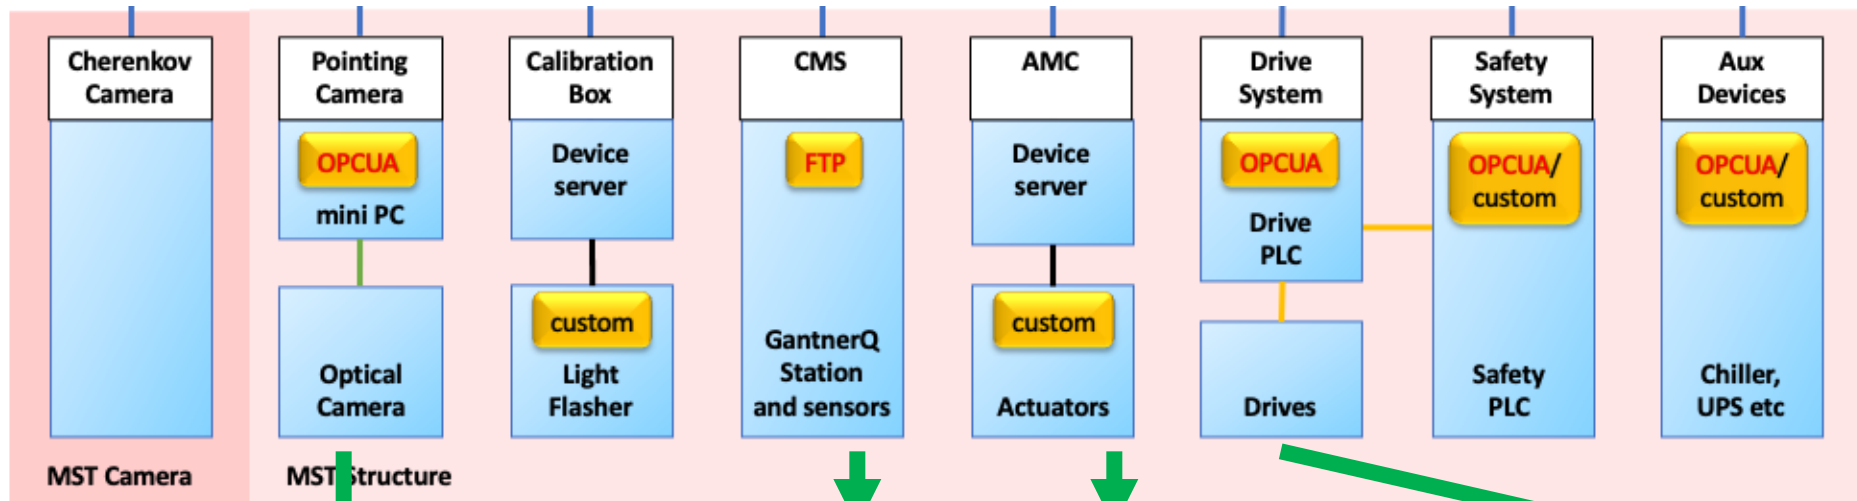 Cherenkov
Camera
Pointing
Camera
OPCUA
mini PC
Optical
Camera
Calibration
Box
Device
server
custom
Light
Flasher
CMS
FTP
GantnerQ
Station
and sensors
AMC
Device
server
custom
Actuators
Drive
System
OPCUA
Drive
PLC
Drives
Safety
System
OPCUA/
custom
Safety
PLC
Aux
Devices
OPCUA/
custom
Chiller,
UPS etc
MST Camera
MST Structure